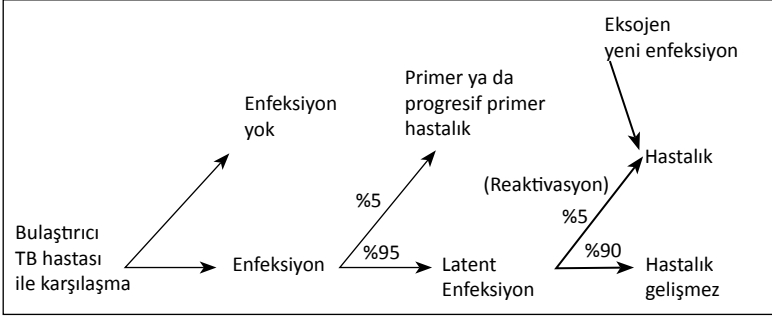 Eksojen
yeni enfeksiyon
Primer ya da
progresif primer
hastalık
Enfeksiyon
yok
Hastalık
(Reaktivasyon)
%5
%5
Bulaştırıcı
TB hastası
ile karşılaşma
Enfeksiyon
%95
Latent
Enfeksiyon
%90
Hastalık
gelişmez